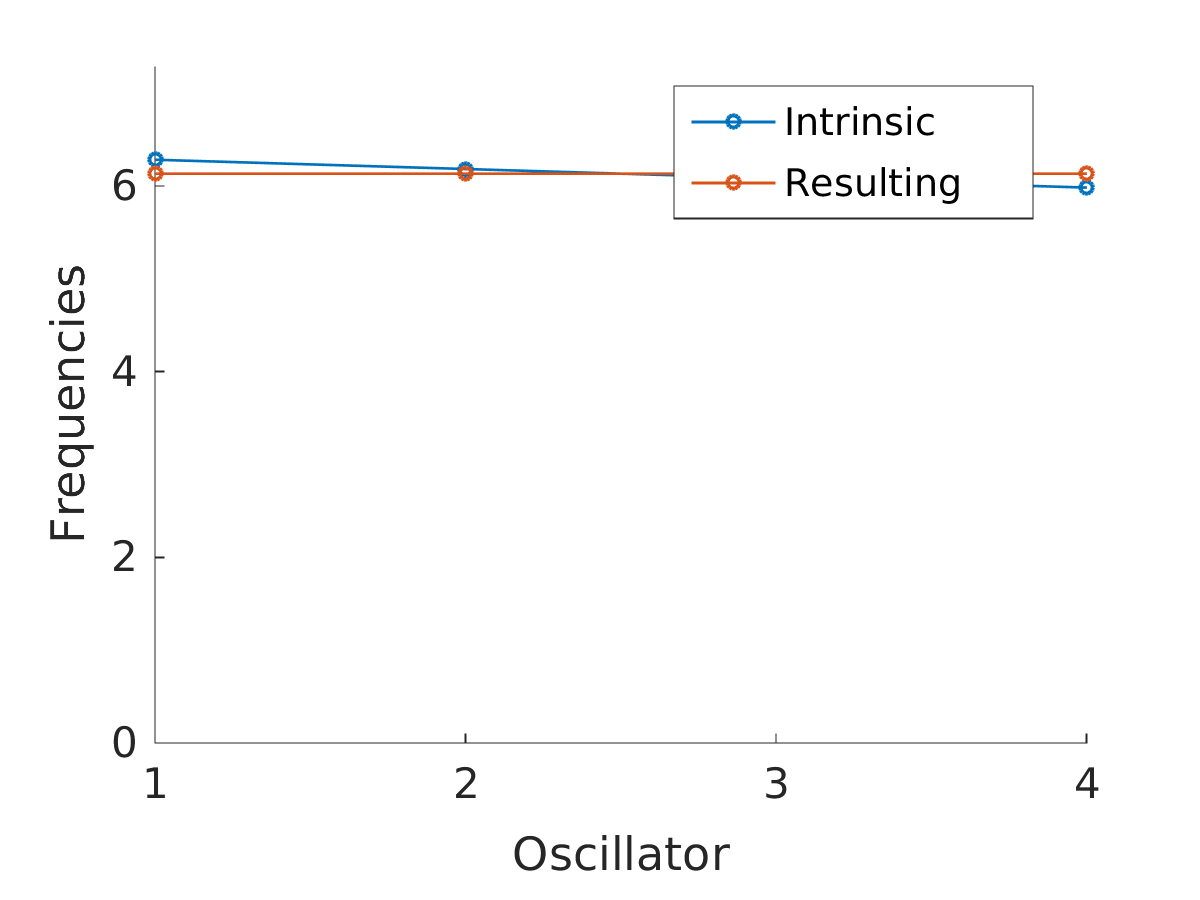 Intrinsic
Resulting
6
4
2
0
Frequencies
1 2 3 4
Oscillator